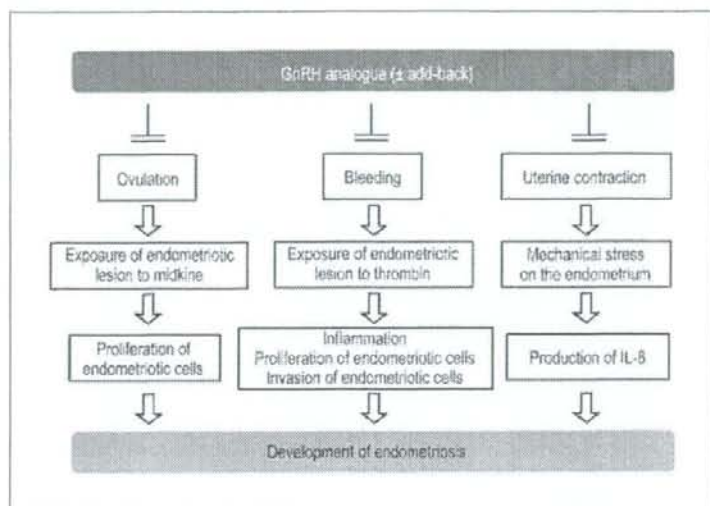 GnRH analogue (± add-back)
Ovulation
Bleeding
Uterine contraction
Exposure of endometriotic
lesion to midkine
Exposure of endometriotic
lesion to thrombin
Mechanical stress
on the endometrium
Proliferation of
endometriotic cells
Inflammation
Proliferation of endometriotic cells
Invasion of endometriotic cells
Production of IL-8
Development of endometriosis